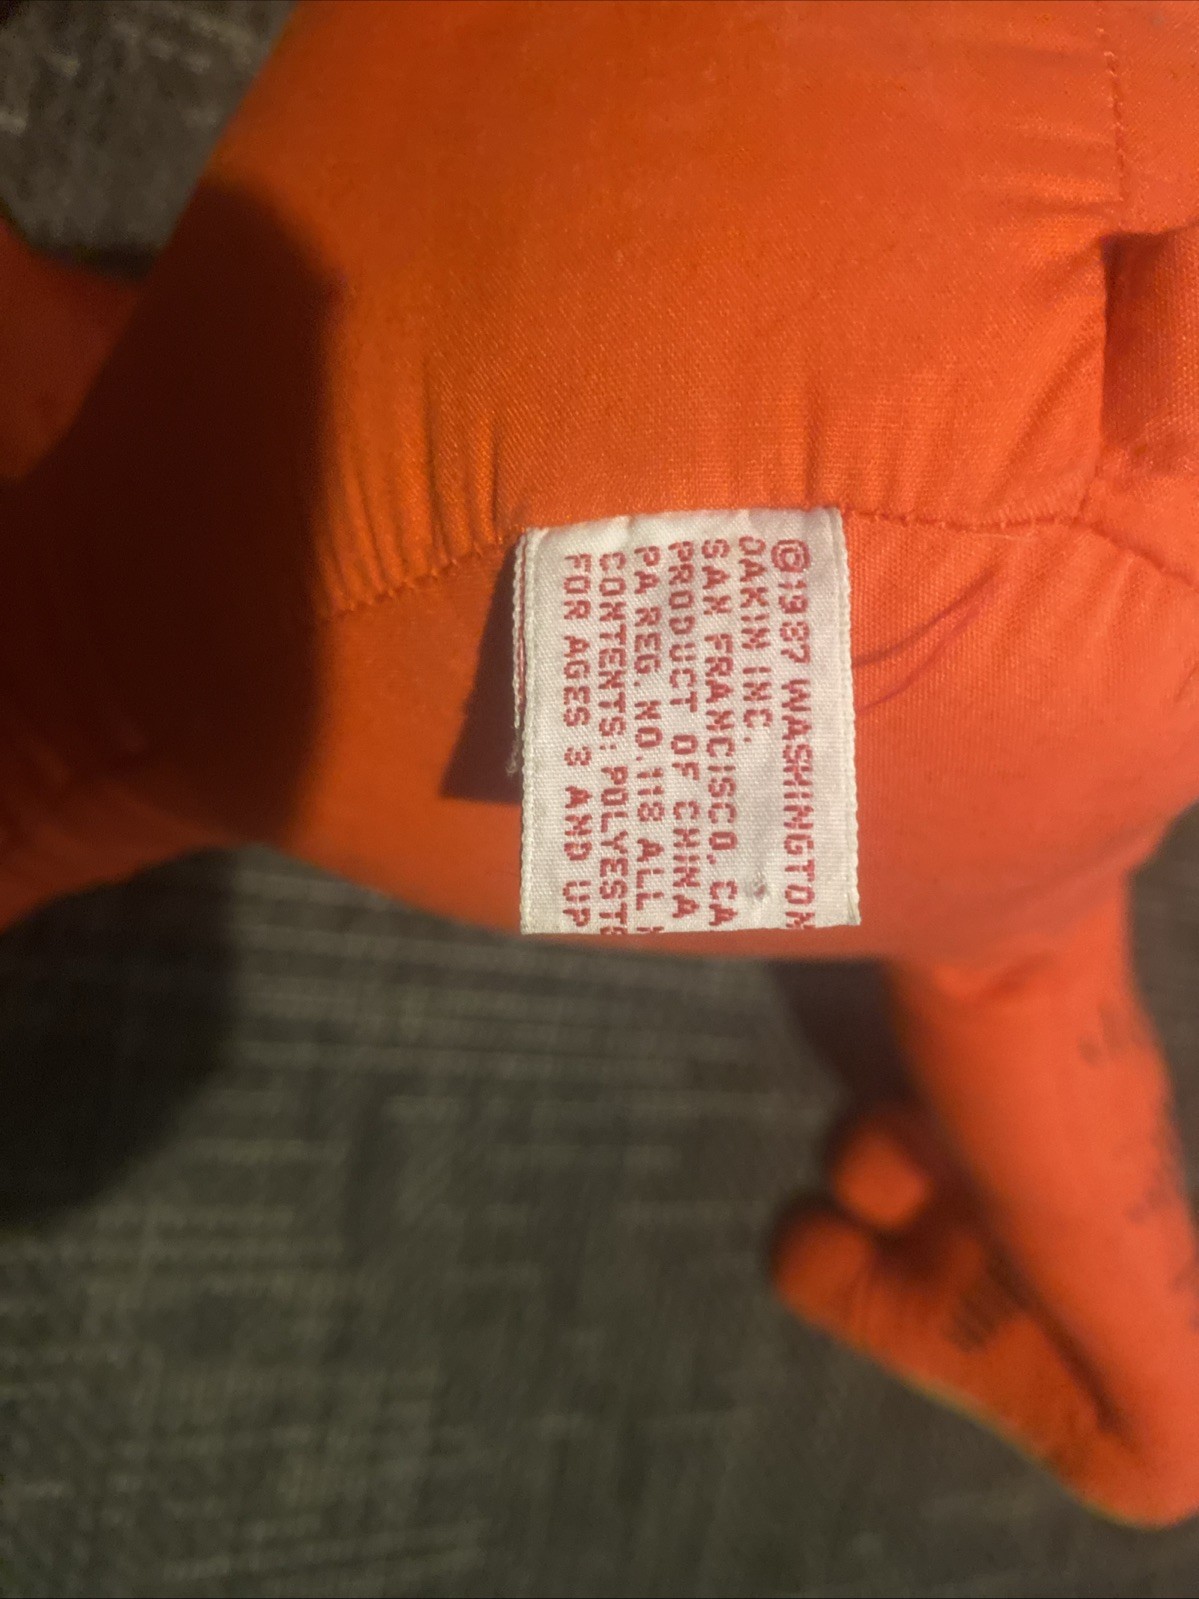 ©1987 WASHINGTON
DAKIN INC.
SAN FRANCISCO, CA
PRODUCT OF CHINA
PA REG. NO.118 ALL
CONTENTS: POLYEST
FOR AGES 3 AND UP